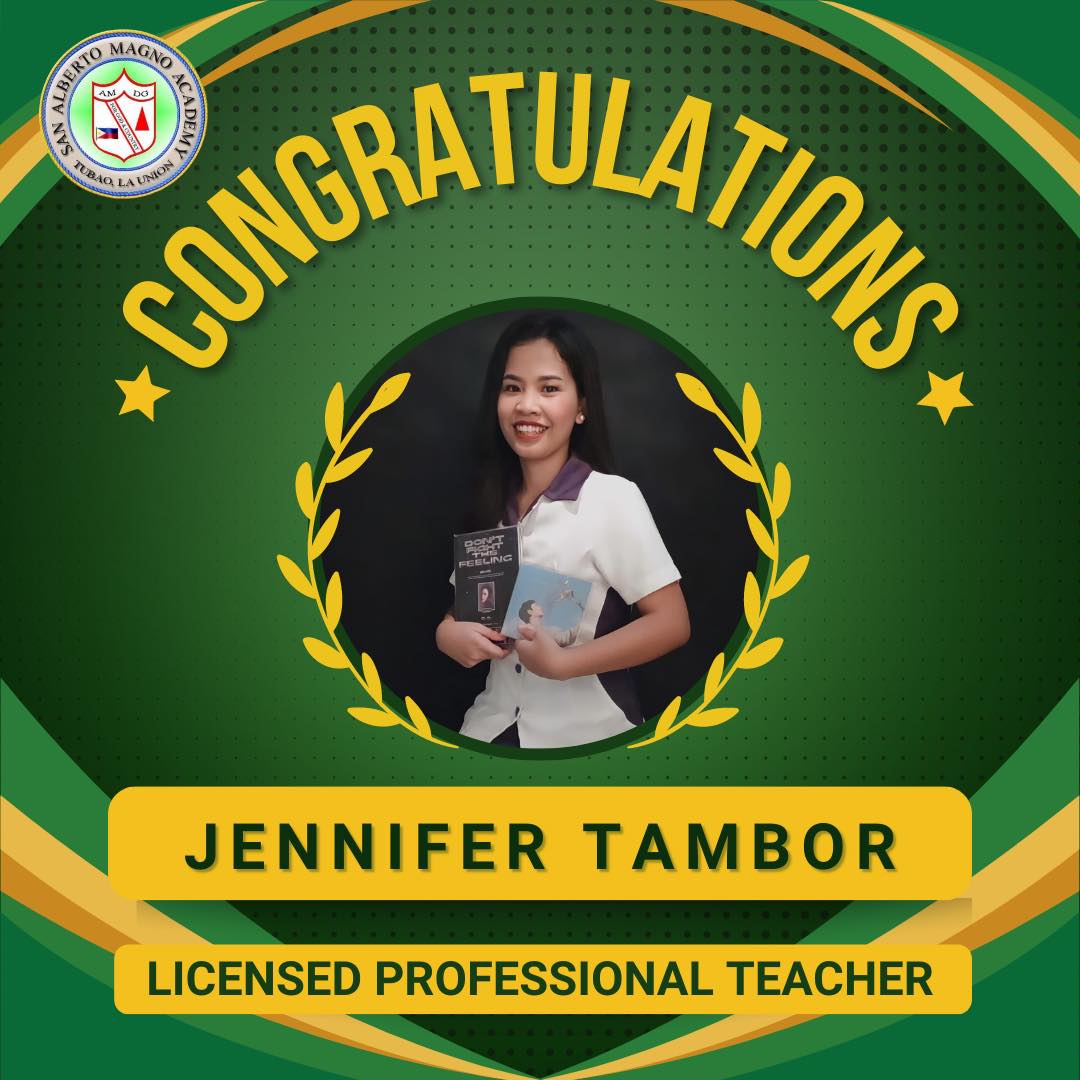 SAN ALBERTO MAGNO ACADEMY
AM DG
TUBAO, LA UNION
CONGRATULATIONS
DON'T
FIGHT
THE
FEELING
JENNIFER TAMBOR
LICENSED PROFESSIONAL TEACHER